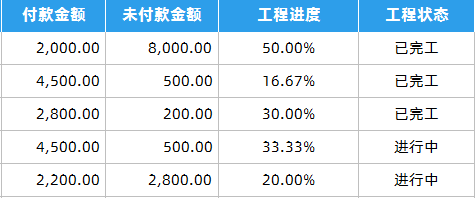 付款金额 未付款金额 工程进度 工程状态
2,000.00 8,000.00 50.00% 已完工
4,500.00 500.00 16.67% 已完工
2,800.00 200.00 30.00% 已完工
4,500.00 500.00 33.33% 进行中
2,200.00 2,800.00 20.00% 进行中